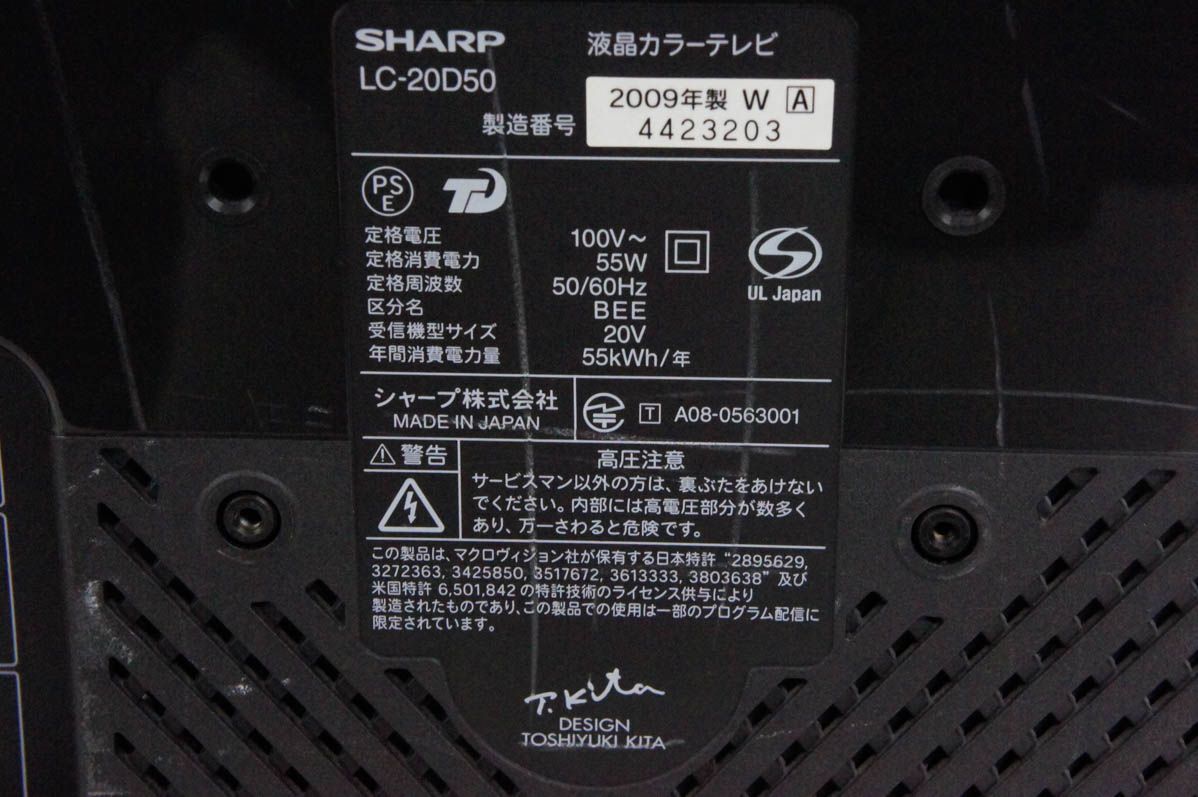 SHARP
液晶カラーテレビ
LC-20D50
2009年製 W A
製造番号
4423203
PS
E
定格電圧 100V～
定格消費電力 55W
定格周波数 50/60Hz
区分名 BEE
受信機型サイズ 20V
年間消費電力量 55kWh/年
UL Japan
シャープ株式会社
MADE IN JAPAN
T A08-0563001
警告
高圧注意
サービスマン以外の方は、裏ぶたをあけない
でください。内部には高電圧部分が数多く
あり、万一さわると危険です。
この製品は、マクロヴィジョン社が保有する日本特許 “2895629,
3272363, 3425850, 3517672, 3613333, 3803638” 及び
米国特許 6,501,842 の特許技術のライセンス供与により
製造されたものであり、この製品での使用は一部のプログラム配信に
限定されています。
T.Kita
DESIGN
TOSHIYUKI KITA